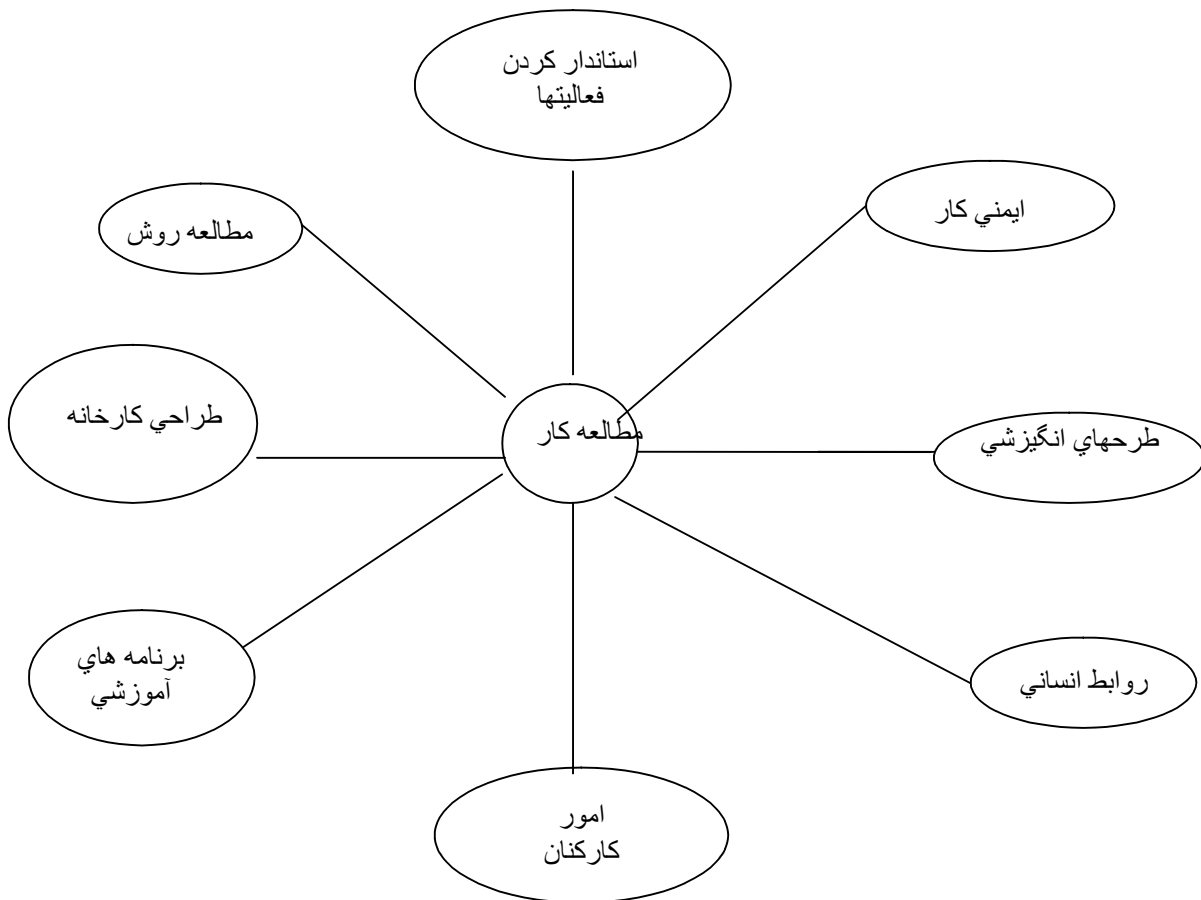 استاندار كردن
فعاليتها
ايمني كار
مطالعه روش
طراحي كارخانه
مطالعه كار
طرحهاي انگيزشي
برنامه هاي
آموزشي
روابط انساني
امور
كاركنان